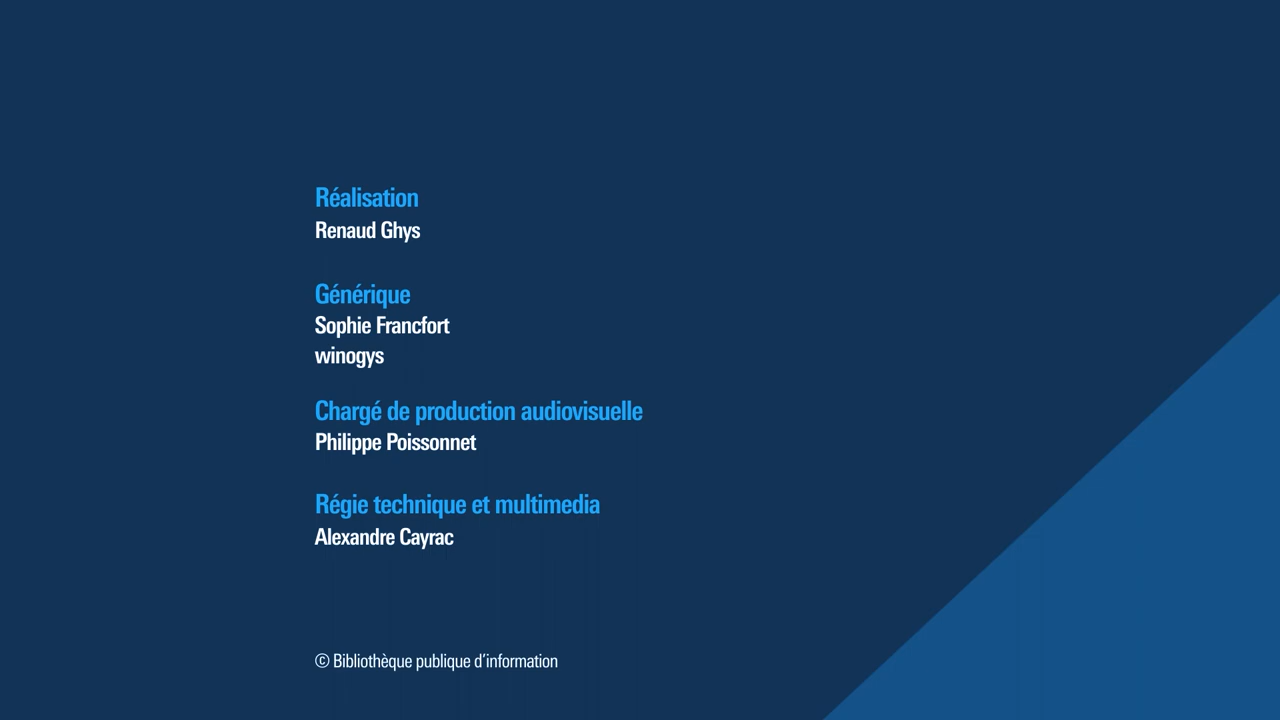 Réalisation
Renaud Ghys
Générique
Sophie Francfort
winogys
Chargé de production audiovisuelle
Philippe Poissonnet
Régie technique et multimedia
Alexandre Cayrac
© Bibliothèque publique d’information